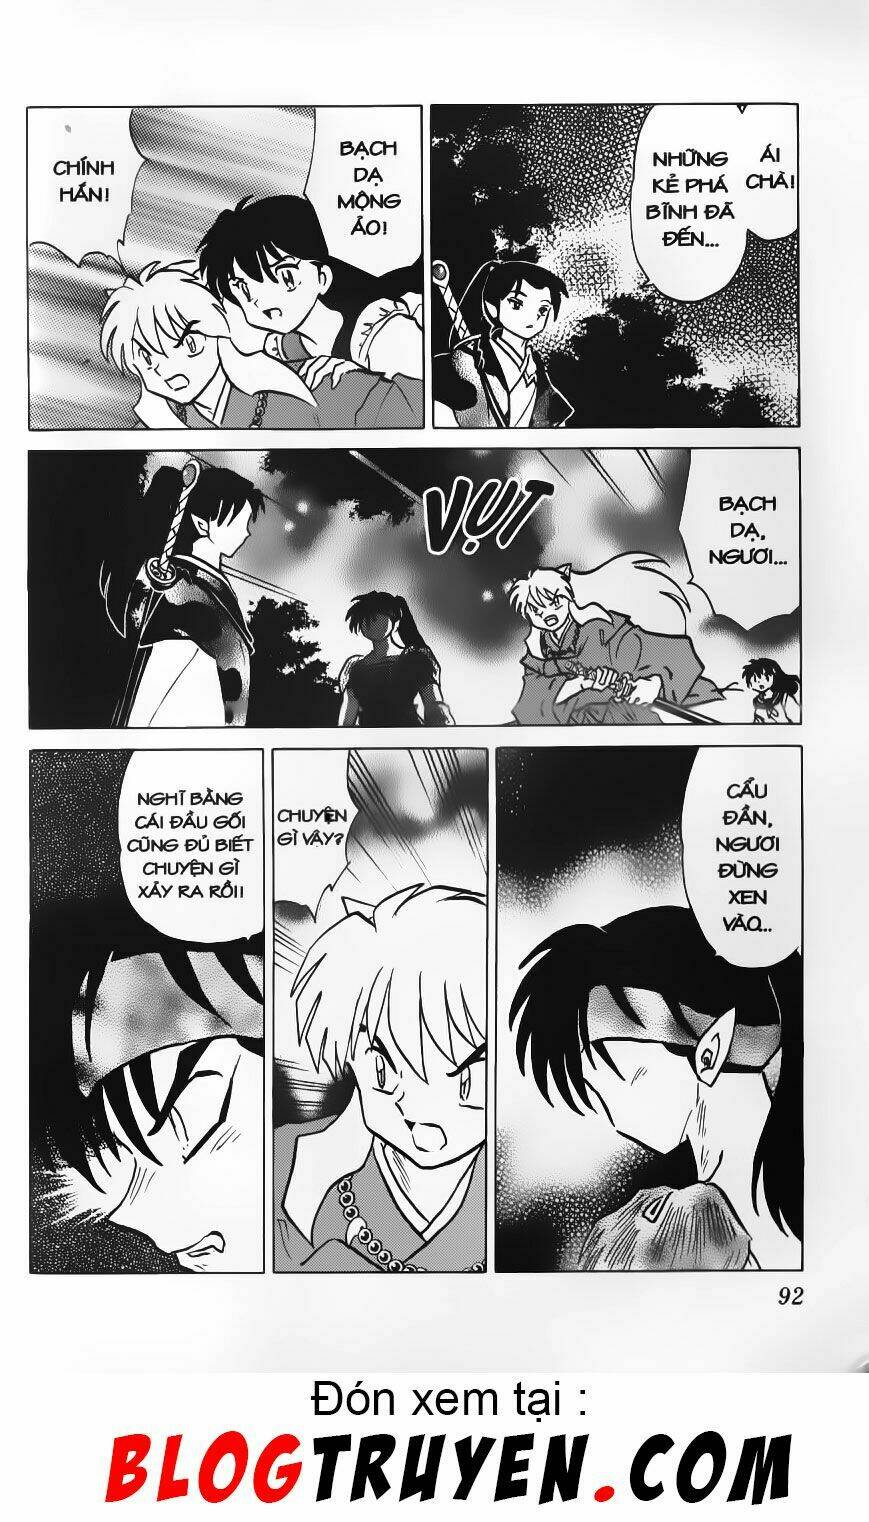 ÁI
CHÀ!
NHỮNG
KẺ PHÁ
BĨNH ĐÃ
ĐẾN...
BẠCH
DẠ
MỘNG
ẢO!
CHÍNH
HẮN!
BẠCH
DẠ,
NGƯƠI...
VỤT
CẨU
ĐẦN,
NGƯƠI
ĐỪNG
XEN
VÀO...
CHUYỆN
GÌ VẬY?
NGHĨ BẰNG
CÁI ĐẦU GỐI
CŨNG ĐỦ BIẾT
CHUYỆN GÌ
XẢY RA RỒI!
92
Đón xem tại :
BLOGTRUYEN.COM